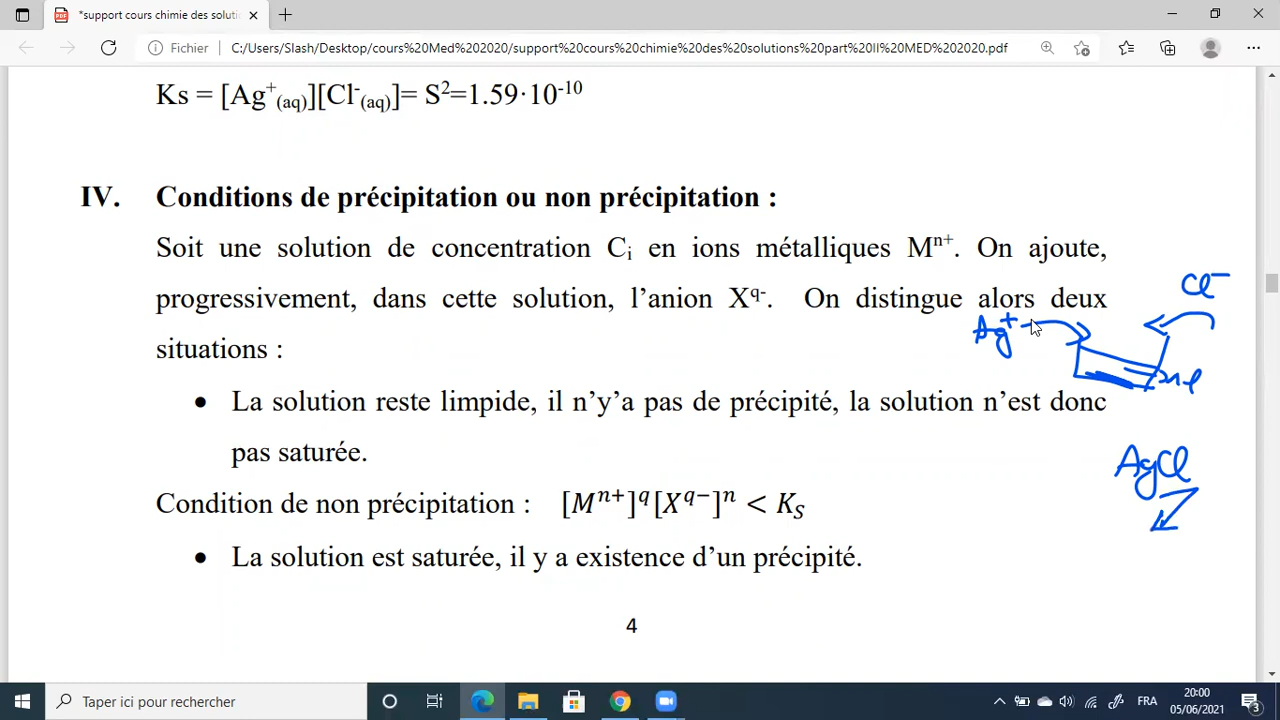 *support cours chimie des soluti
Fichier
C:/Users/Slash/Desktop/cours%20Med%202020/support%20cours%20chimie%20des%20solutions%20part%20II%20MED%202020.pdf
Ks = [Ag⁺₍aq₎][Cl⁻₍aq₎]= S²=1.59·10⁻¹⁰
IV. Conditions de précipitation ou non précipitation :
Soit une solution de concentration Cᵢ en ions métalliques Mⁿ⁺. On ajoute,
Cl⁻
progressivement, dans cette solution, l’anion X^q-. On distingue alors deux
Ag⁺
situations :
• La solution reste limpide, il n’y’a pas de précipité, la solution n’est donc
pas saturée.
AgCl
Condition de non précipitation : [Mⁿ⁺]^q[X^q−]ⁿ < K_S
• La solution est saturée, il y a existence d’un précipité.
4
Taper ici pour rechercher
FRA
20:00
05/06/2021
3